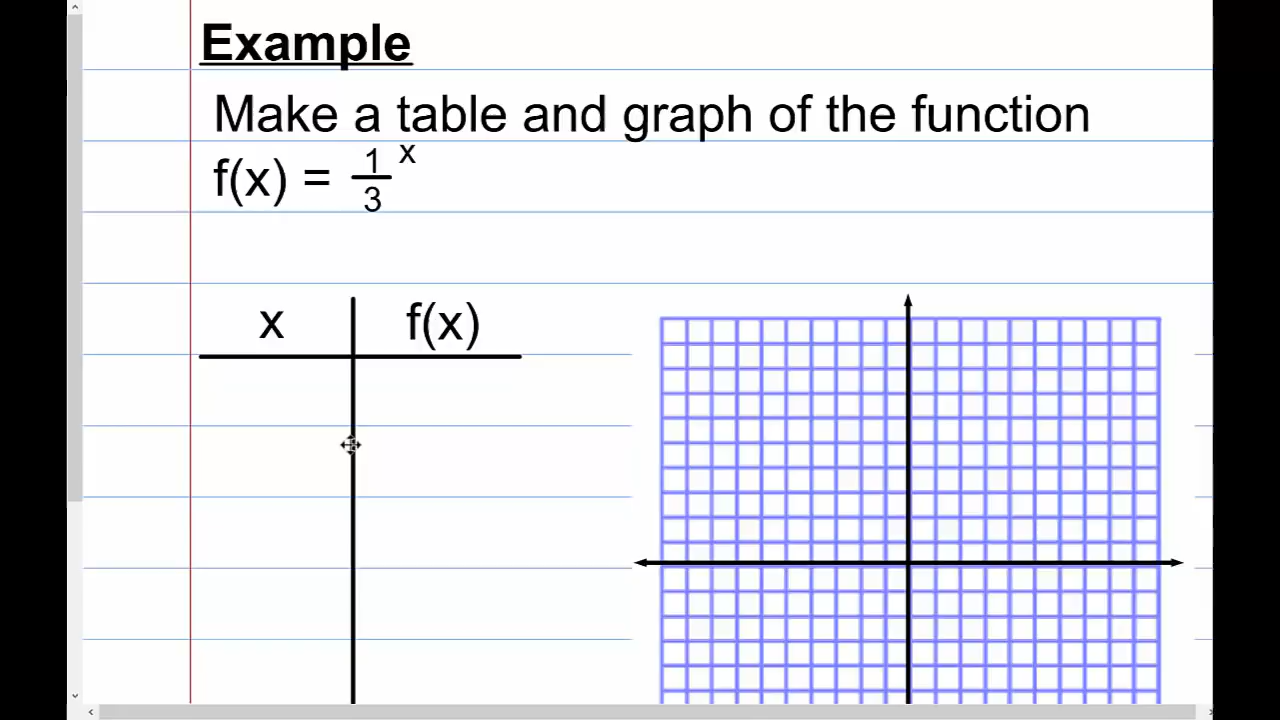 Example
Make a table and graph of the function
f(x) = 1/3 x
x f(x)